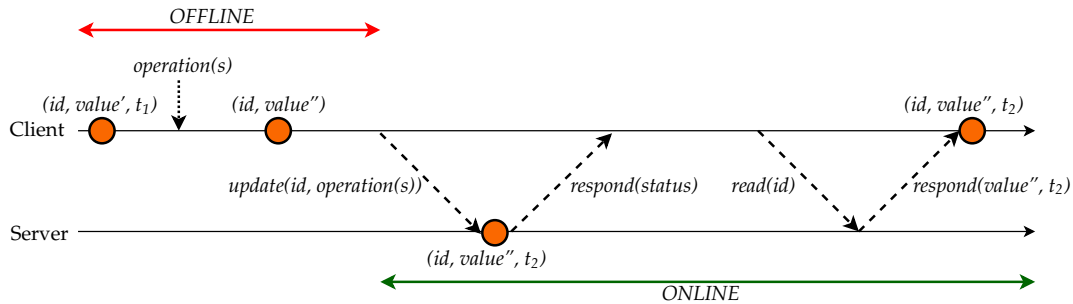 OFFLINE
operation(s)
(id, value', t1)
(id, value'')
(id, value'', t2)
Client
update(id, operation(s))
respond(status)
read(id)
respond(value'', t2)
Server
(id, value'', t2)
ONLINE